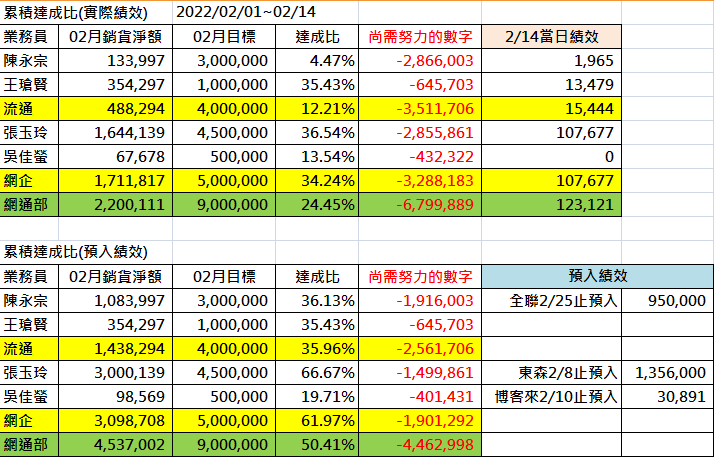 累積達成比(實際績效) 2022/02/01~02/14
業務員 02月銷貨淨額 02月目標 達成比 尚需努力的數字 2/14當日績效
陳永宗 133,997 3,000,000 4.47% -2,866,003 1,965
王瑲賢 354,297 1,000,000 35.43% -645,703 13,479
流通 488,294 4,000,000 12.21% -3,511,706 15,444
張玉玲 1,644,139 4,500,000 36.54% -2,855,861 107,677
吳佳螢 67,678 500,000 13.54% -432,322 0
網企 1,711,817 5,000,000 34.24% -3,288,183 107,677
網通部 2,200,111 9,000,000 24.45% -6,799,889 123,121
累積達成比(預入績效)
業務員 02月銷貨淨額 02月目標 達成比 尚需努力的數字 預入績效
陳永宗 1,083,997 3,000,000 36.13% -1,916,003 全聯2/25止預入 950,000
王瑲賢 354,297 1,000,000 35.43% -645,703
流通 1,438,294 4,000,000 35.96% -2,561,706
張玉玲 3,000,139 4,500,000 66.67% -1,499,861 東森2/8止預入 1,356,000
吳佳螢 98,569 500,000 19.71% -401,431 博客來2/10止預入 30,891
網企 3,098,708 5,000,000 61.97% -1,901,292
網通部 4,537,002 9,000,000 50.41% -4,462,998